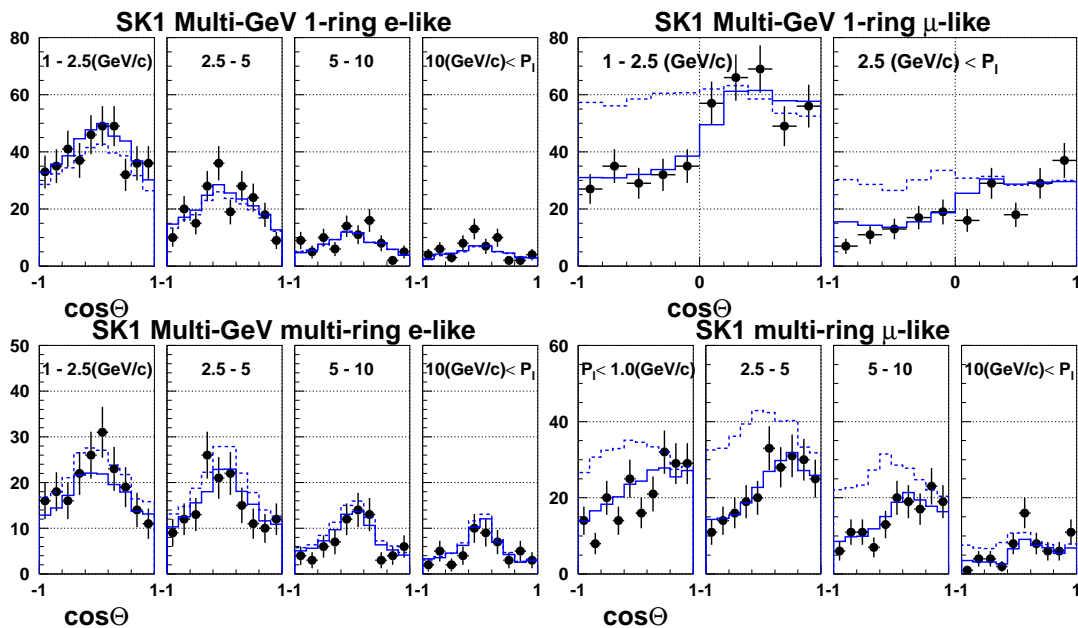 SK1 Multi-GeV 1-ring e-like
80
60
40
20
0
1 - 2.5(GeV/c)
2.5 - 5
5 - 10
10(GeV/c)< P_l
-1
1-1
1-1
1-1
1
cosΘ
SK1 Multi-GeV 1-ring μ-like
80
60
40
20
0
1 - 2.5 (GeV/c)
2.5 (GeV/c) < P_l
-1
0
1-1
0
1
cosΘ
SK1 Multi-GeV multi-ring e-like
50
40
30
20
10
0
1 - 2.5(GeV/c)
2.5 - 5
5 - 10
10(GeV/c)< P_l
-1
1-1
1-1
1-1
1
cosΘ
SK1 multi-ring μ-like
60
40
20
0
P_l < 1.0(GeV/c)
2.5 - 5
5 - 10
10(GeV/c)< P_l
-1
1-1
1-1
1-1
1
cosΘ